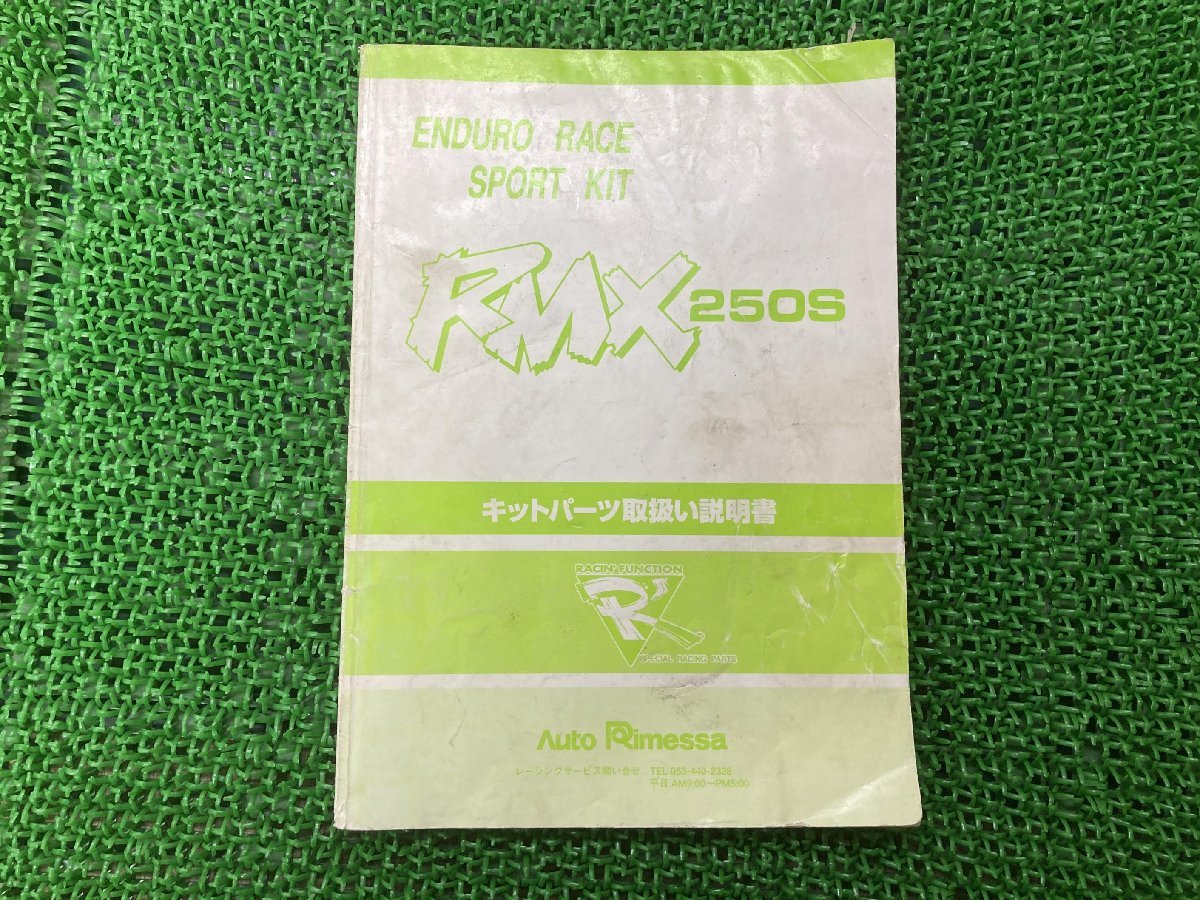 ENDURO RACE
SPORT KIT
RMX250S
キットパーツ取扱い説明書
RACIN' FUNCTION
R's
SPECIAL RACING PARTS
Auto Rimessa
レーシングサービス問い合せ TEL 053-440-2328
平日 AM9:00〜PM5:00